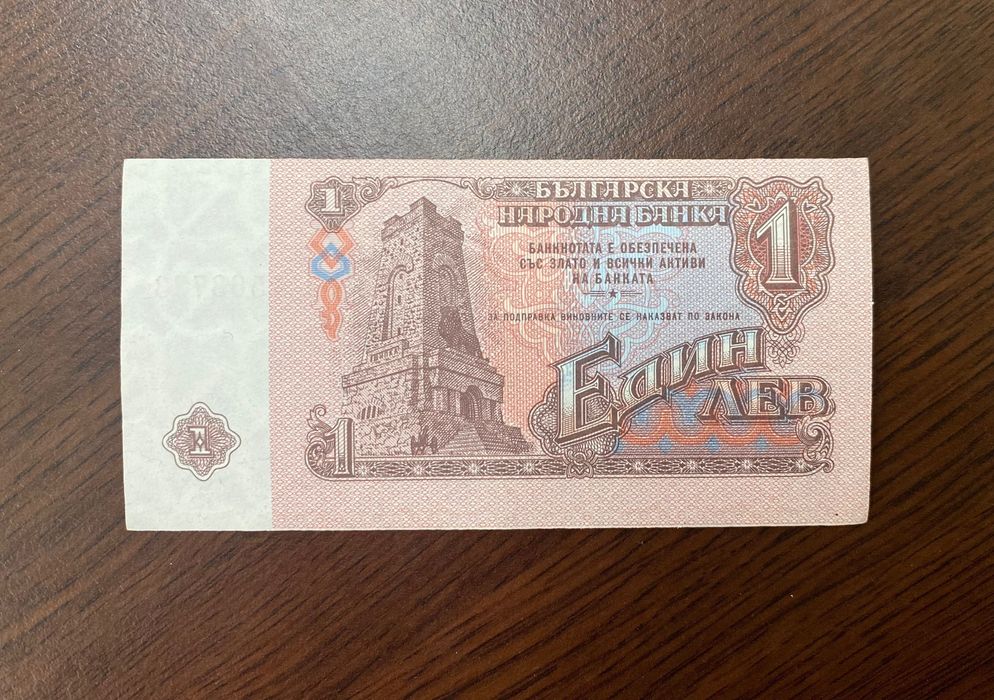 1
БЪЛГАРСКА
НАРОДНА БАНКА
1
БАНКНОТАТА Е ОБЕЗПЕЧЕНА
СЪС ЗЛАТО И ВСИЧКИ АКТИВИ
НА БАНКАТА
ЗА ПОДПРАВКА ВИНОВНИТЕ СЕ НАКАЗВАТ ПО ЗАКОНА
Един
ЛЕВ
1
1